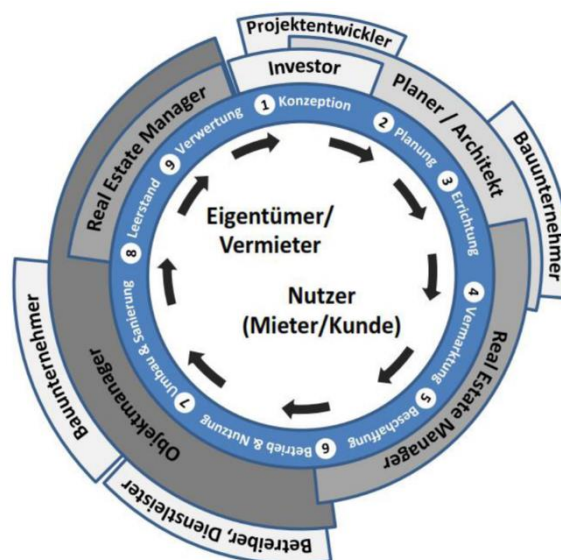 Projektentwickler
Investor
Planer / Architekt
Bauunternehmer
Real Estate Manager
1 Konzeption
2 Planung
3 Errichtung
4 Vermarktung
5 Beschaffung
6 Betrieb & Nutzung
7 Umbau & Sanierung
8 Leerstand
9 Verwertung
Eigentümer/
Vermieter
Nutzer
(Mieter/Kunde)
Real Estate Manager
Betreiber, Dienstleister
Objektmanager
Bauunternehmer